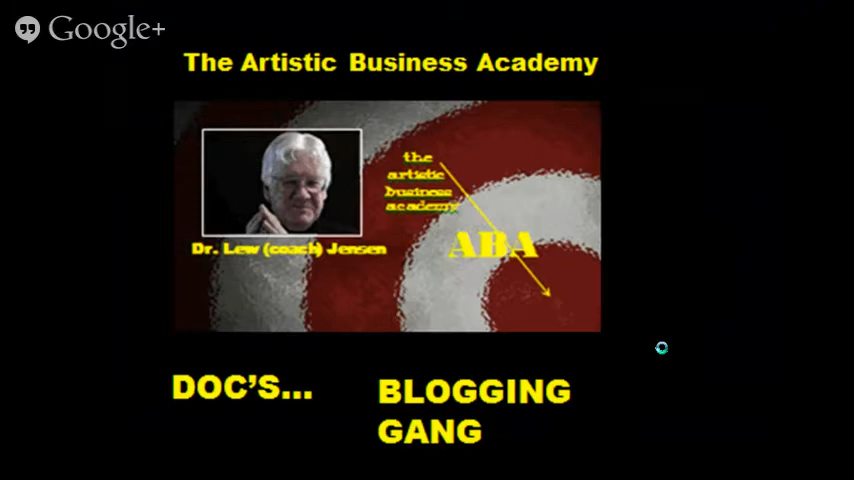 Google+
The Artistic Business Academy
the
artistic
business
academy
ABA
Dr. Lew (coach) Jensen
DOC'S...
BLOGGING
GANG